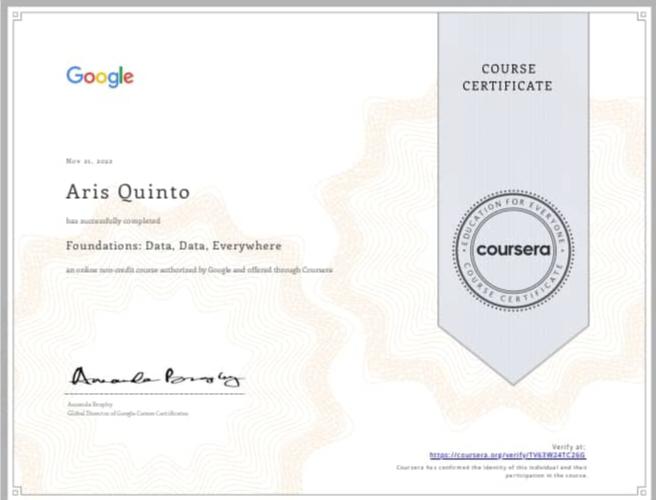 Google
COURSE
CERTIFICATE
Nov 21, 2022
Aris Quinto
has successfully completed
Foundations: Data, Data, Everywhere
an online non-credit course authorized by Google and offered through Coursera
EDUCATION FOR EVERYONE
coursera
COURSE CERTIFICATE
Amanda Brophy
Amanda Brophy
Global Director of Google Career Certificates
Verify at:
https://coursera.org/verify/TV63W24TC26G
Coursera has confirmed the identity of this individual and their
participation in the course.